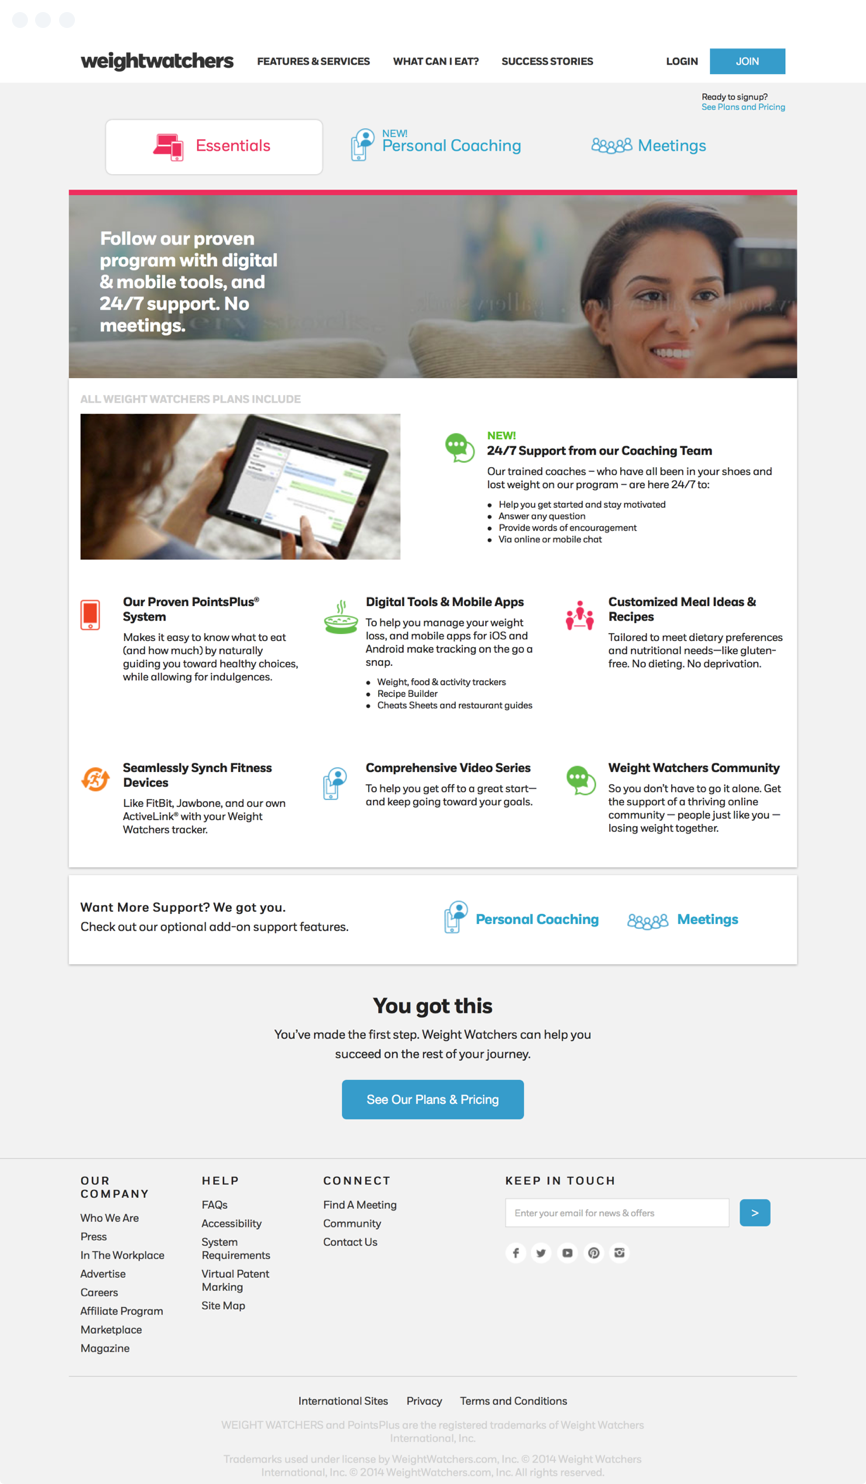 weightwatchers FEATURES & SERVICES WHAT CAN I EAT? SUCCESS STORIES LOGIN JOIN
Ready to signup?
See Plans and Pricing
Essentials
NEW!
Personal Coaching
Meetings
Follow our proven
program with digital
& mobile tools, and
24/7 support. No
meetings.
ALL WEIGHT WATCHERS PLANS INCLUDE
NEW!
24/7 Support from our Coaching Team
Our trained coaches – who have all been in your shoes and
lost weight on our program – are here 24/7 to:
• Help you get started and stay motivated
• Answer any question
• Provide words of encouragement
• Via online or mobile chat
Our Proven PointsPlus®
System
Makes it easy to know what to eat
(and how much) by naturally
guiding you toward healthy choices,
while allowing for indulgences.
Digital Tools & Mobile Apps
To help you manage your weight
loss, and mobile apps for iOS and
Android make tracking on the go a
snap.
• Weight, food & activity trackers
• Recipe Builder
• Cheats Sheets and restaurant guides
Customized Meal Ideas &
Recipes
Tailored to meet dietary preferences
and nutritional needs—like gluten-
free. No dieting. No deprivation.
Seamlessly Synch Fitness
Devices
Like FitBit, Jawbone, and our own
ActiveLink® with your Weight
Watchers tracker.
Comprehensive Video Series
To help you get off to a great start—
and keep going toward your goals.
Weight Watchers Community
So you don't have to go it alone. Get
the support of a thriving online
community — people just like you —
losing weight together.
Want More Support? We got you.
Check out our optional add-on support features.
Personal Coaching
Meetings
You got this
You've made the first step. Weight Watchers can help you
succeed on the rest of your journey.
See Our Plans & Pricing
OUR
COMPANY
Who We Are
Press
In The Workplace
Advertise
Careers
Affiliate Program
Marketplace
Magazine
HELP
FAQs
Accessibility
System
Requirements
Virtual Patent
Marking
Site Map
CONNECT
Find A Meeting
Community
Contact Us
KEEP IN TOUCH
Enter your email for news & offers
>
International Sites Privacy Terms and Conditions
WEIGHT WATCHERS and PointsPlus are the registered trademarks of Weight Watchers
International, Inc.
Trademarks used under license by WeightWatchers.com, Inc. © 2014 Weight Watchers
International, Inc. © 2014 WeightWatchers.com, Inc. All rights reserved.